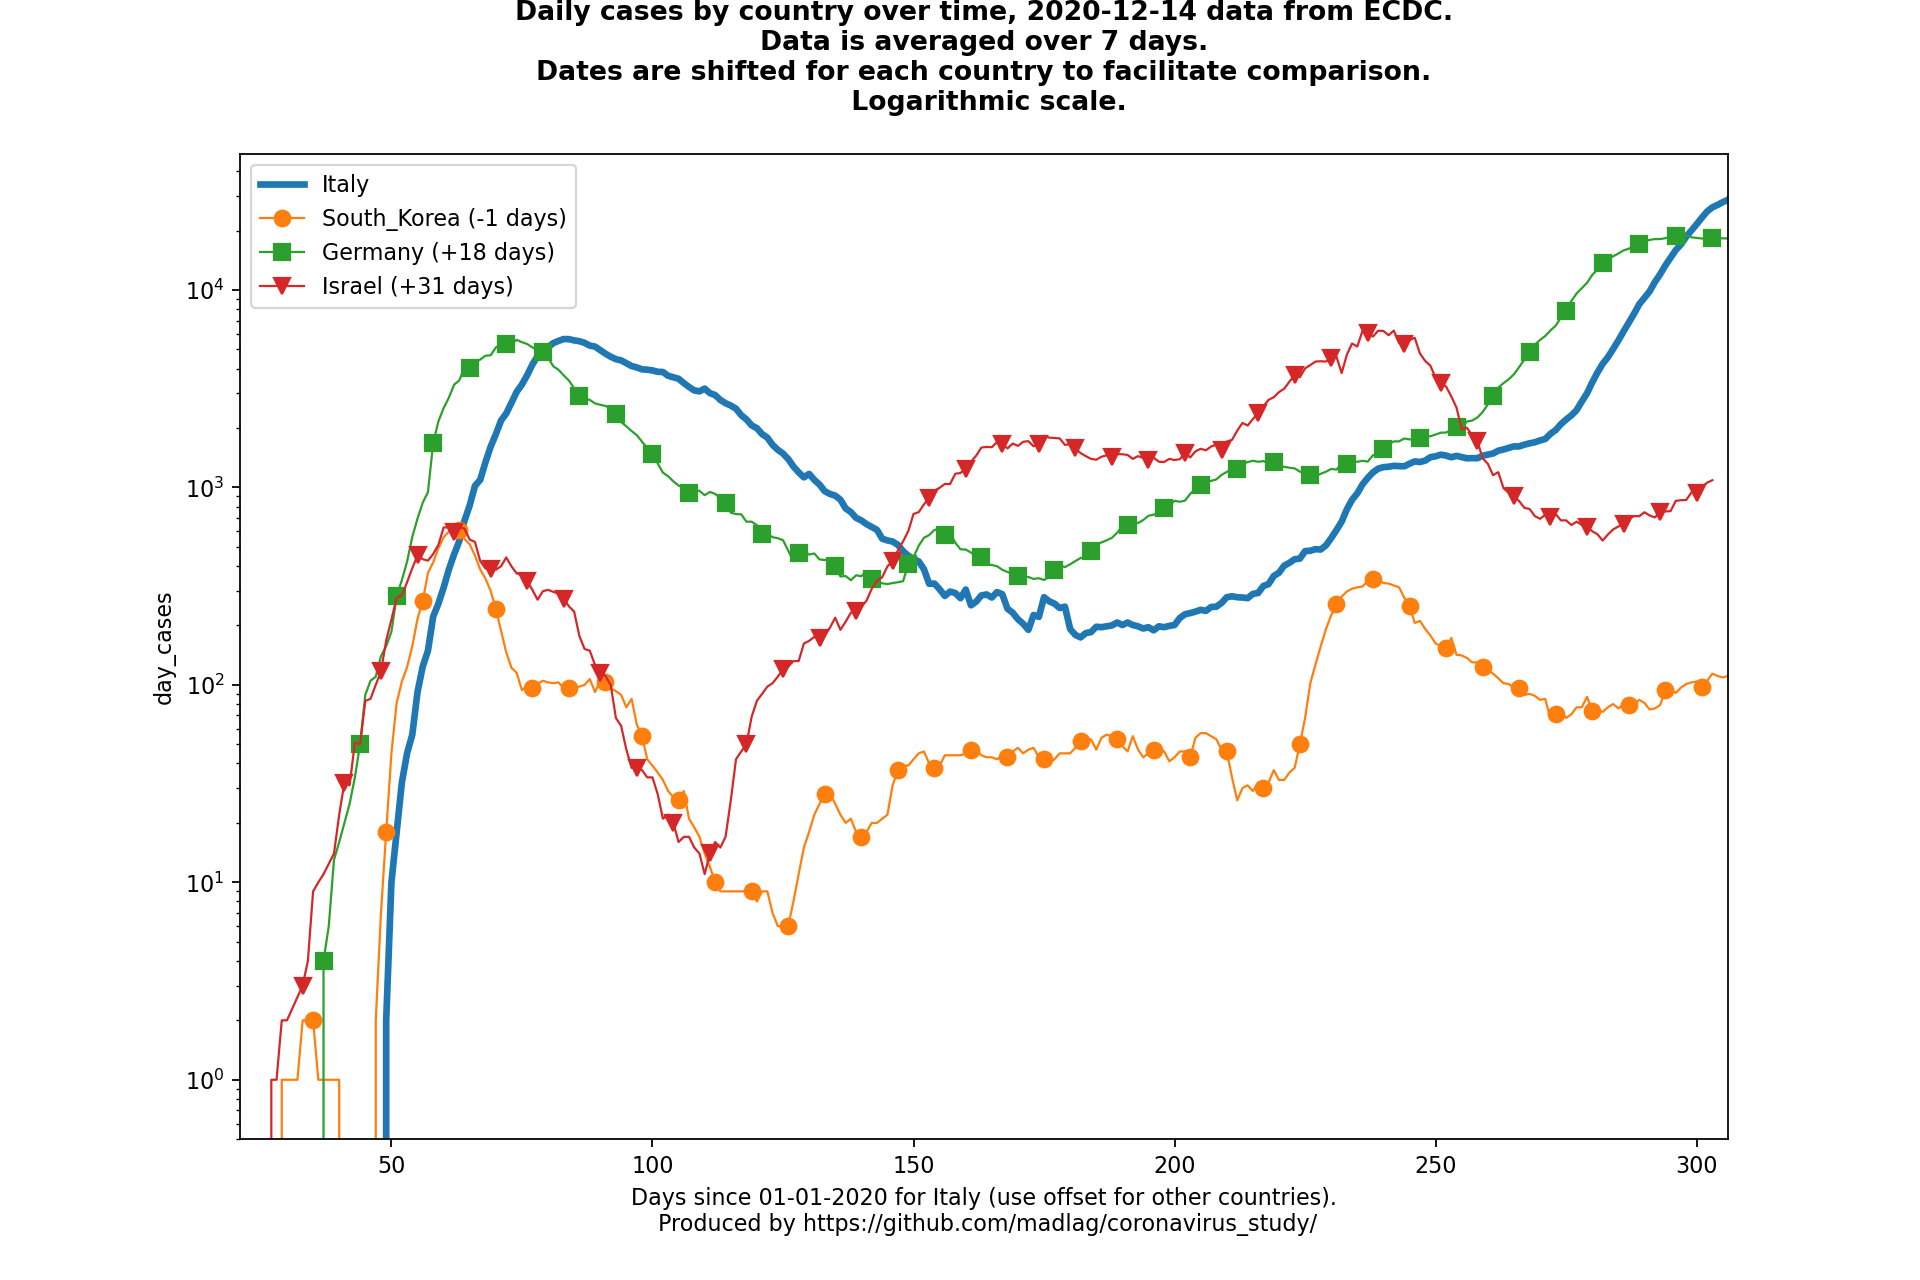 Daily cases by country over time, 2020-12-14 data from ECDC.
Data is averaged over 7 days.
Dates are shifted for each country to facilitate comparison.
Logarithmic scale.
Italy
South_Korea (-1 days)
Germany (+18 days)
Israel (+31 days)
day_cases
10⁴
10³
10²
10¹
10⁰
50 100 150 200 250 300
Days since 01-01-2020 for Italy (use offset for other countries).
Produced by https://github.com/madlag/coronavirus_study/